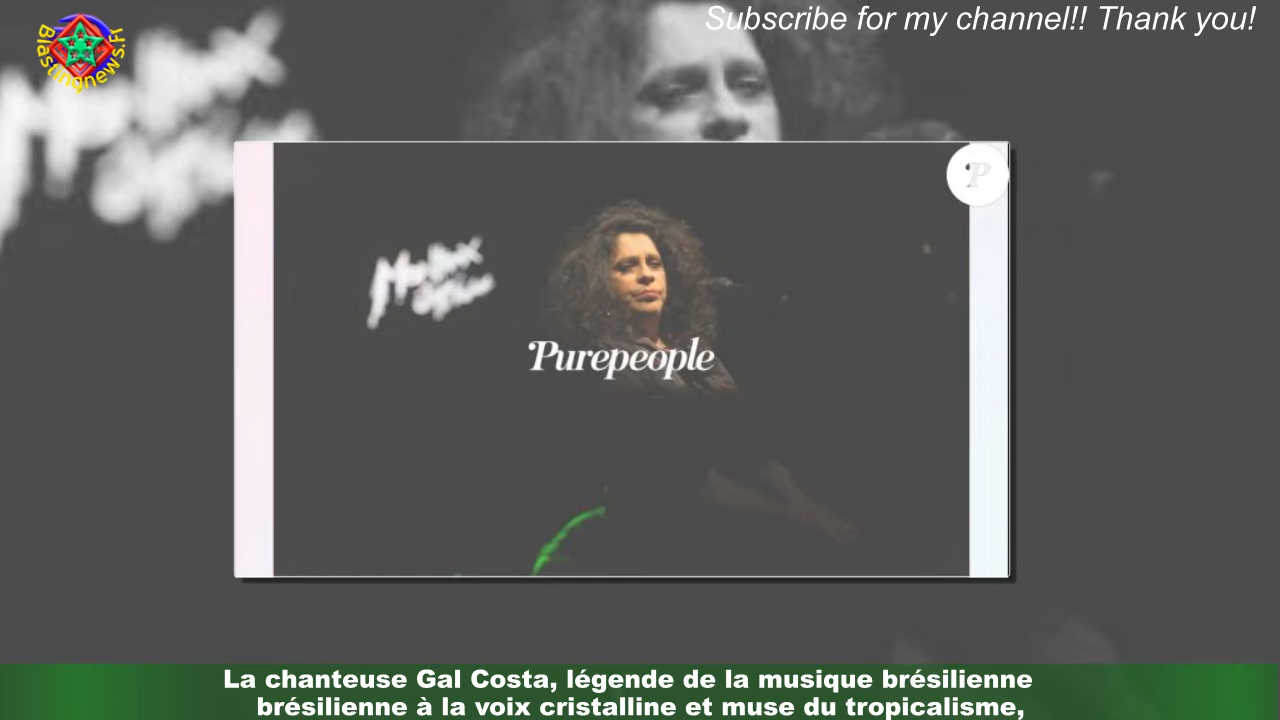 Subscribe for my channel!! Thank you!
Blastingnews.fr
P
Montreux
Purepeople
La chanteuse Gal Costa, légende de la musique brésilienne
brésilienne à la voix cristalline et muse du tropicalisme,